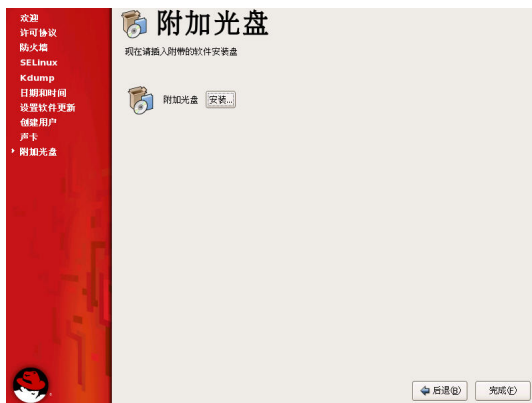 欢迎
许可协议
防火墙
SELinux
Kdump
日期和时间
设置软件更新
创建用户
声卡
附加光盘
附加光盘
现在请插入附带的软件安装盘
附加光盘 安装...
后退(B) 完成(F)